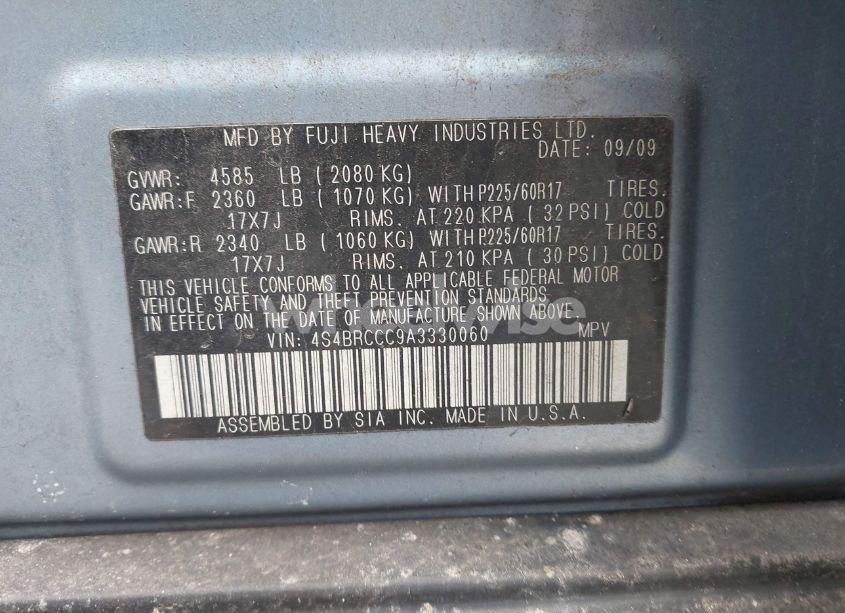 MFD BY FUJI HEAVY INDUSTRIES LTD.
DATE: 09/09
GVWR: 4585 LB (2080 KG)
GAWR:F 2360 LB (1070 KG) WITH P225/60R17 TIRES.
17X7J RIMS. AT 220 KPA (32 PSI) COLD
GAWR:R 2340 LB (1060 KG) WITH P225/60R17 TIRES.
17X7J RIMS. AT 210 KPA (30 PSI) COLD
THIS VEHICLE CONFORMS TO ALL APPLICABLE FEDERAL MOTOR
VEHICLE SAFETY AND THEFT PREVENTION STANDARDS
IN EFFECT ON THE DATE OF MANUFACTURE SHOWN ABOVE.
Wheelwise
VIN: 4S4BRCCC9A3330060 MPV
ASSEMBLED BY SIA INC. MADE IN U.S.A.